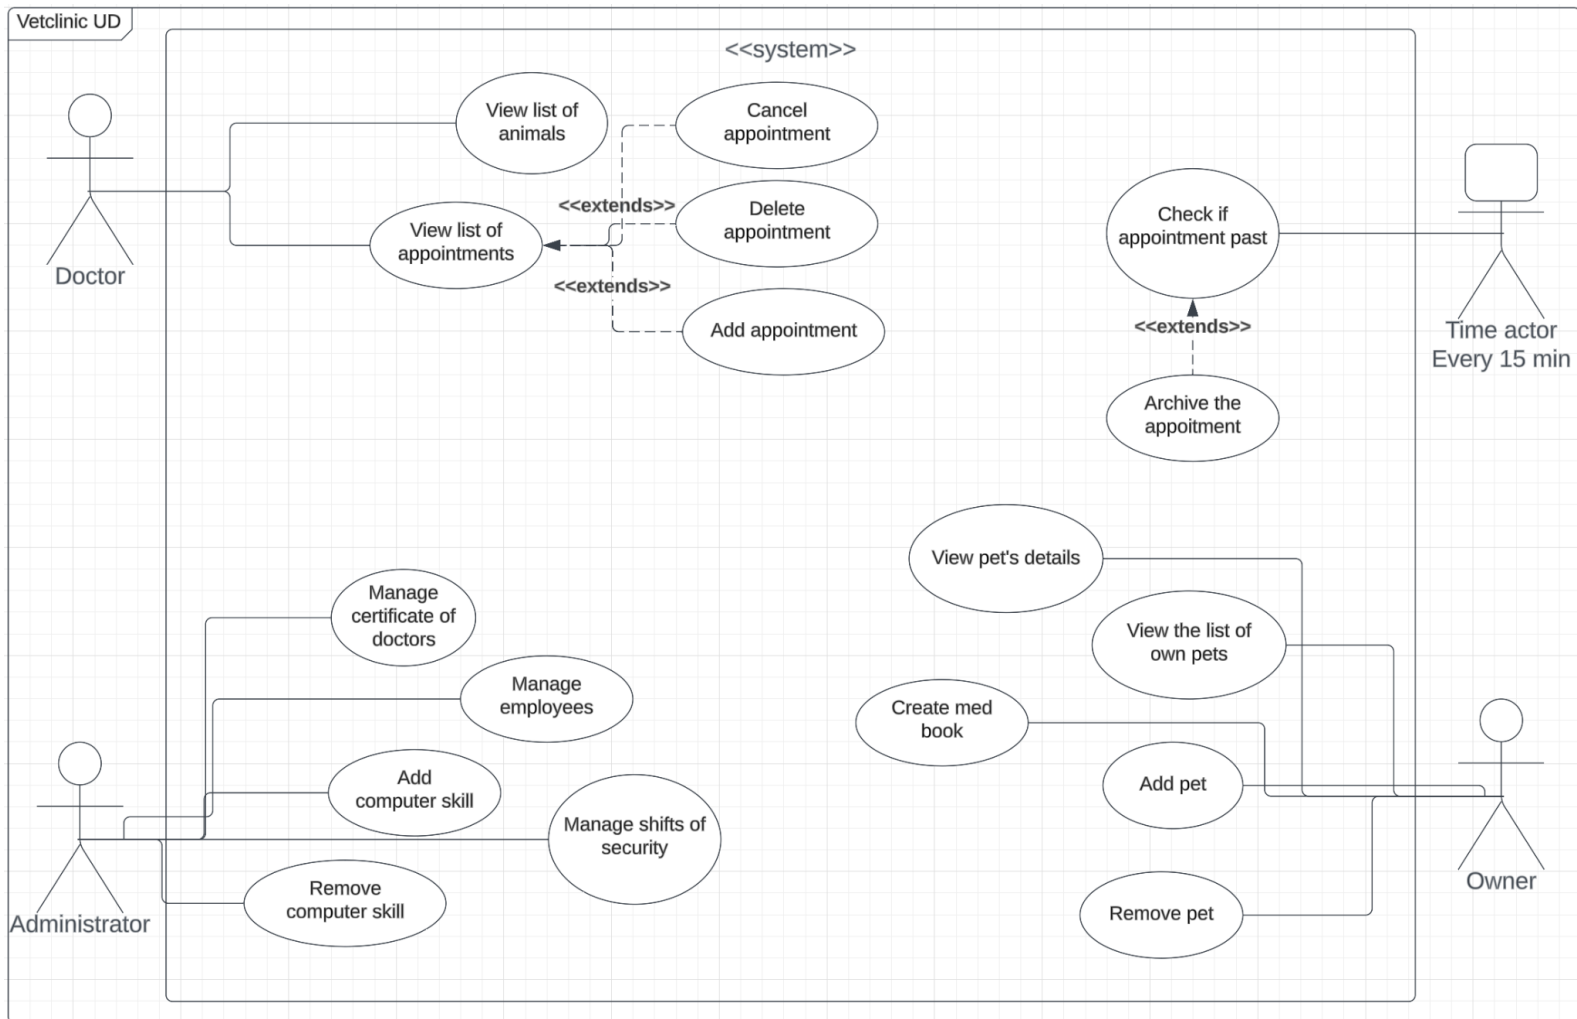 Vetclinic UD
<<system>>
View list of
animals
Cancel
appointment
<<extends>>
Delete
appointment
View list of
appointments
<<extends>>
Add appointment
Doctor
Check if
appointment past
<<extends>>
Archive the
appoitment
Time actor
Every 15 min
Manage
certificate of
doctors
Manage
employees
Add
computer skill
Manage shifts of
security
Remove
computer skill
Administrator
View pet's details
View the list of
own pets
Create med
book
Add pet
Remove pet
Owner